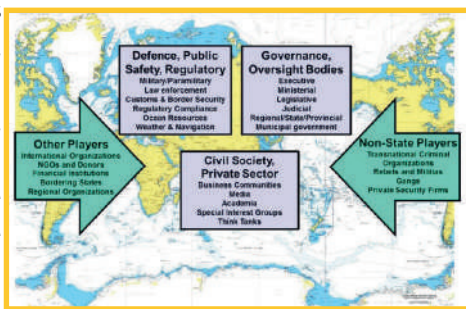 Defence, Public
Safety, Regulatory
Military/Paramilitary
Law enforcement
Customs & Border Security
Regulatory Compliance
Ocean Resources
Weather & Navigation
Governance,
Oversight Bodies
Executive
Ministerial
Legislative
Judicial
Regional/State/Provincial
Municipal government
Other Players
International Organizations
NGOs and Donors
Financial Institutions
Bordering States
Regional Organizations
Civil Society,
Private Sector
Business Communities
Media
Academia
Special Interest Groups
Think Tanks
Non-State Players
Transnational Criminal
Organizations
Rebels and Militias
Gangs
Private Security Firms